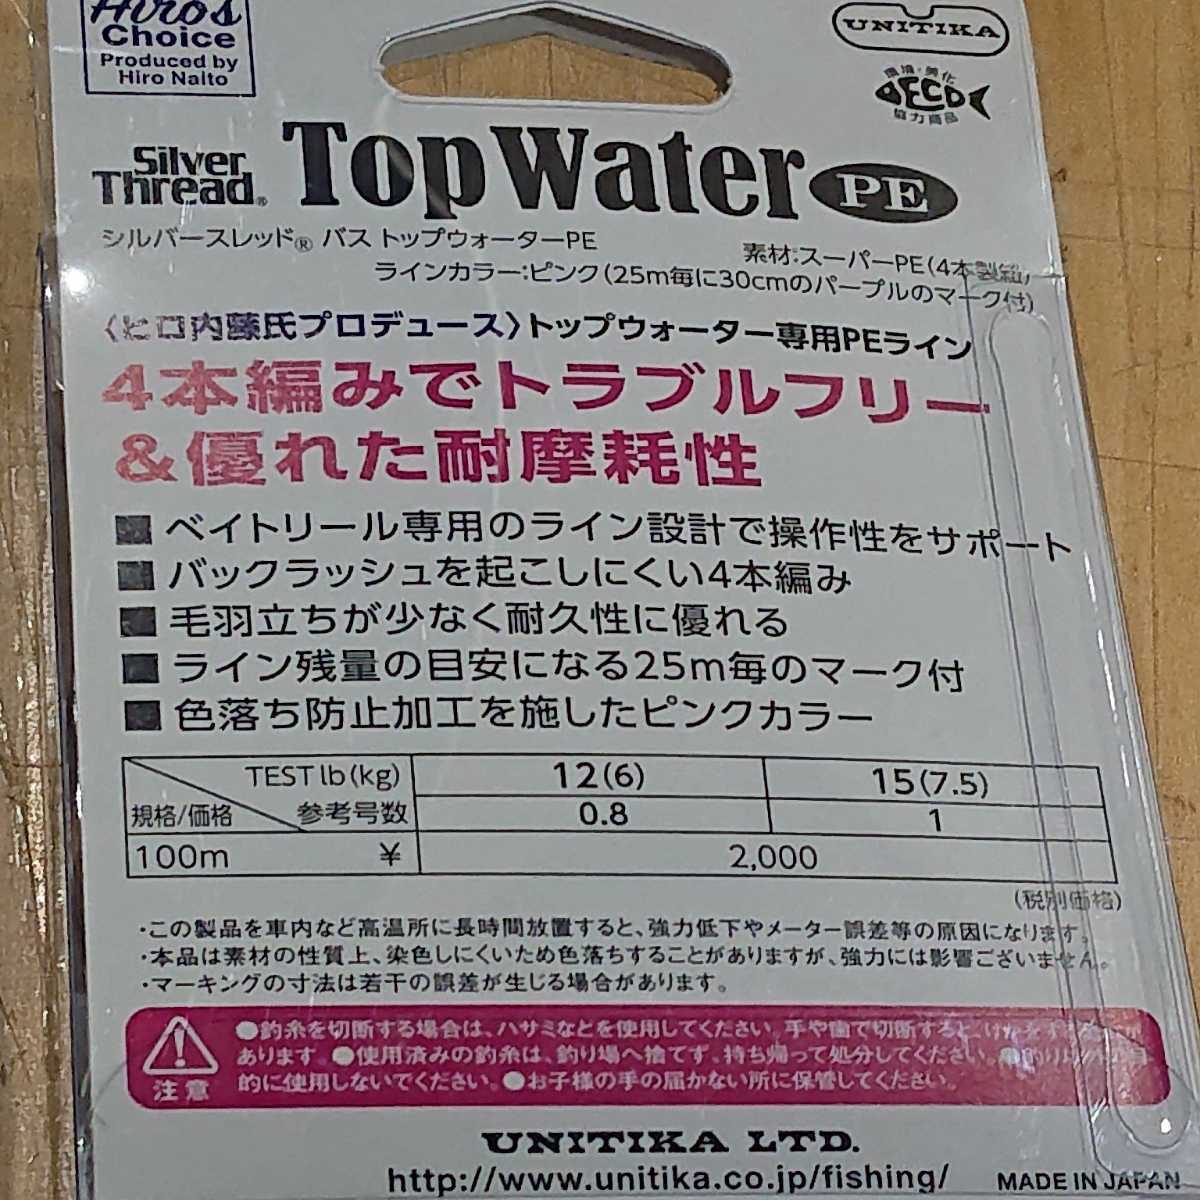 Hiro's
Choice
Produced by
Hiro Naito
UNITIKA
環境・美化
ECO
協力商品
Silver
Thread®
Top Water PE
シルバースレッド® バス トップウォーターPE
素材:スーパーPE(4本製紐)
ラインカラー:ピンク(25m毎に30cmのパープルのマーク付)
〈ヒロ内藤氏プロデュース〉トップウォーター専用PEライン
4本編みでトラブルフリー
&優れた耐摩耗性
■ベイトリール専用のライン設計で操作性をサポート
■バックラッシュを起こしにくい4本編み
■毛羽立ちが少なく耐久性に優れる
■ライン残量の目安になる25m毎のマーク付
■色落ち防止加工を施したピンクカラー
TEST lb(kg) 12(6) 15(7.5)
規格/価格 参考号数 0.8 1
100m ¥ 2,000
(税別価格)
・この製品を車内など高温所に長時間放置すると、強力低下やメーター誤差等の原因になります。
・本品は素材の性質上、染色しにくいため色落ちすることがありますが、強力には影響ございません。
・マーキングの寸法は若干の誤差が生じる場合があります。
注意
●釣糸を切断する場合は、ハサミなどを使用してください。手や歯で切断すると、けがをする
あります。●使用済みの釣糸は、釣り場へ捨てず、持ち帰って処分してください。●釣り以外の目
的に使用しないでください。●お子様の手の届かない所に保管してください。
UNITIKA LTD.
http://www.unitika.co.jp/fishing/
MADE IN JAPAN